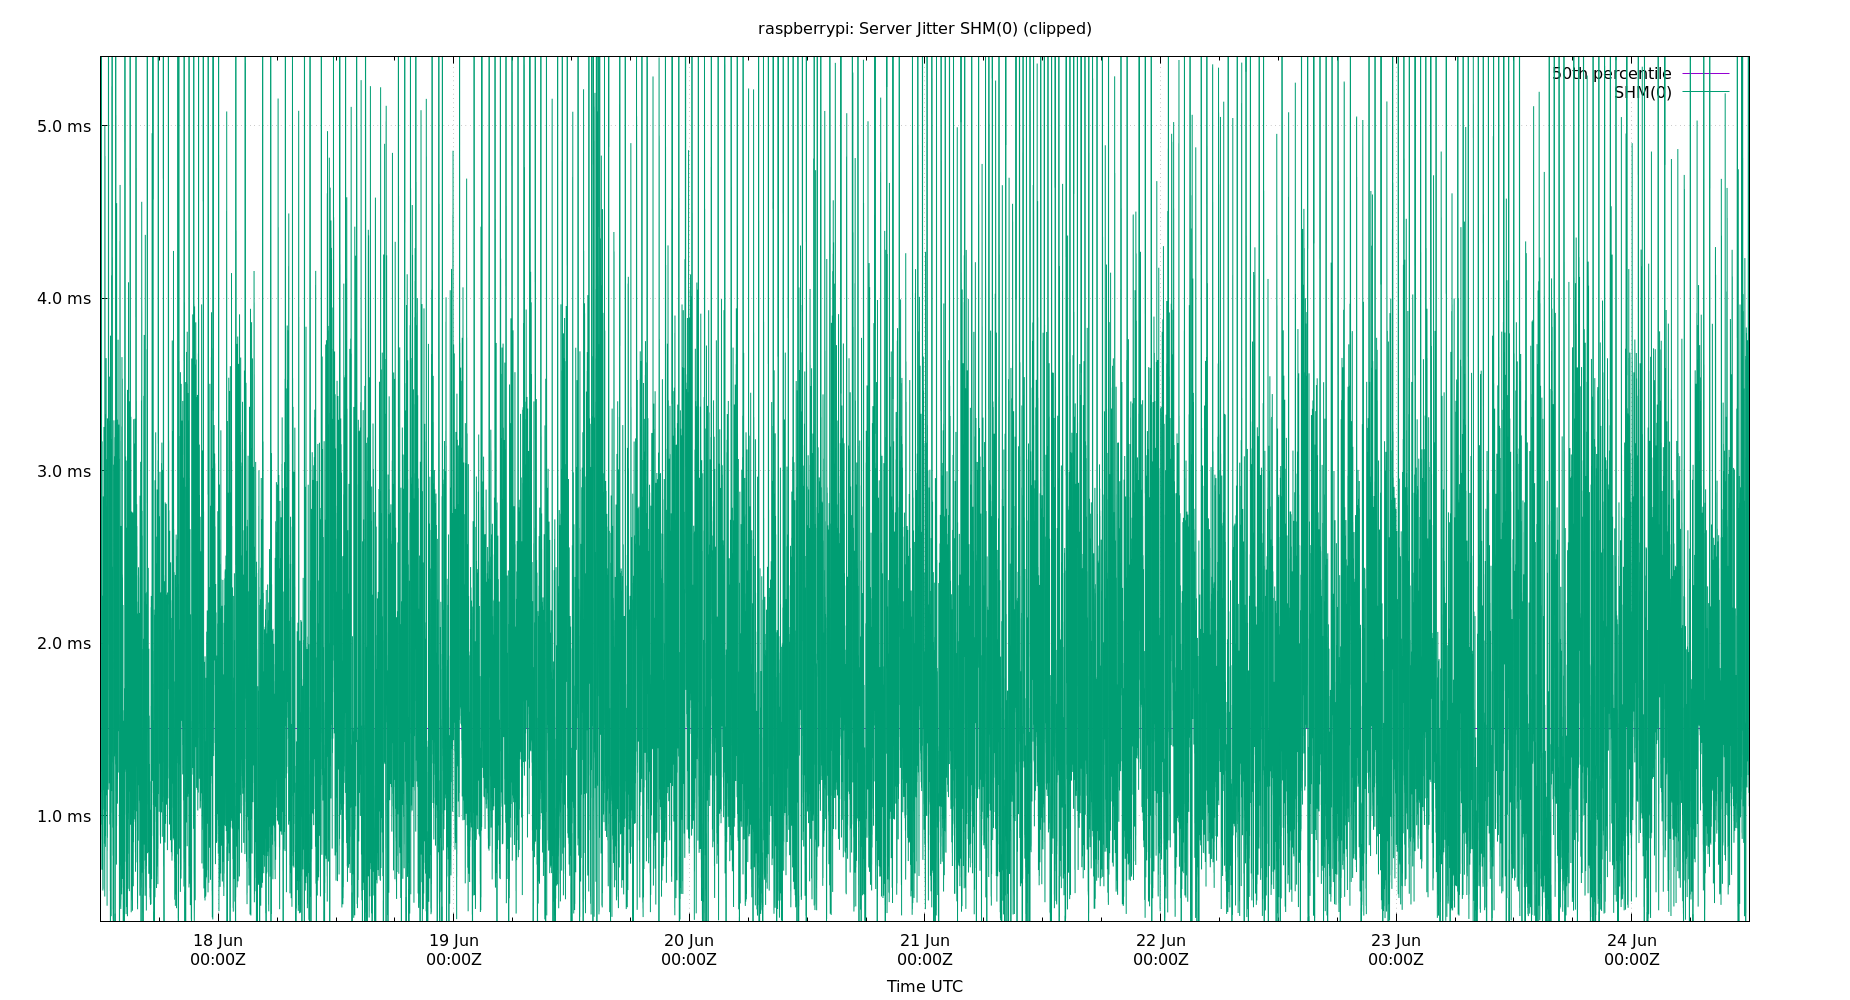 raspberrypi: Server Jitter SHM(0) (clipped)
50th percentile
SHM(0)
5.0 ms
4.0 ms
3.0 ms
2.0 ms
1.0 ms
18 Jun 19 Jun 20 Jun 21 Jun 22 Jun 23 Jun 24 Jun
00:00Z 00:00Z 00:00Z 00:00Z 00:00Z 00:00Z 00:00Z
Time UTC